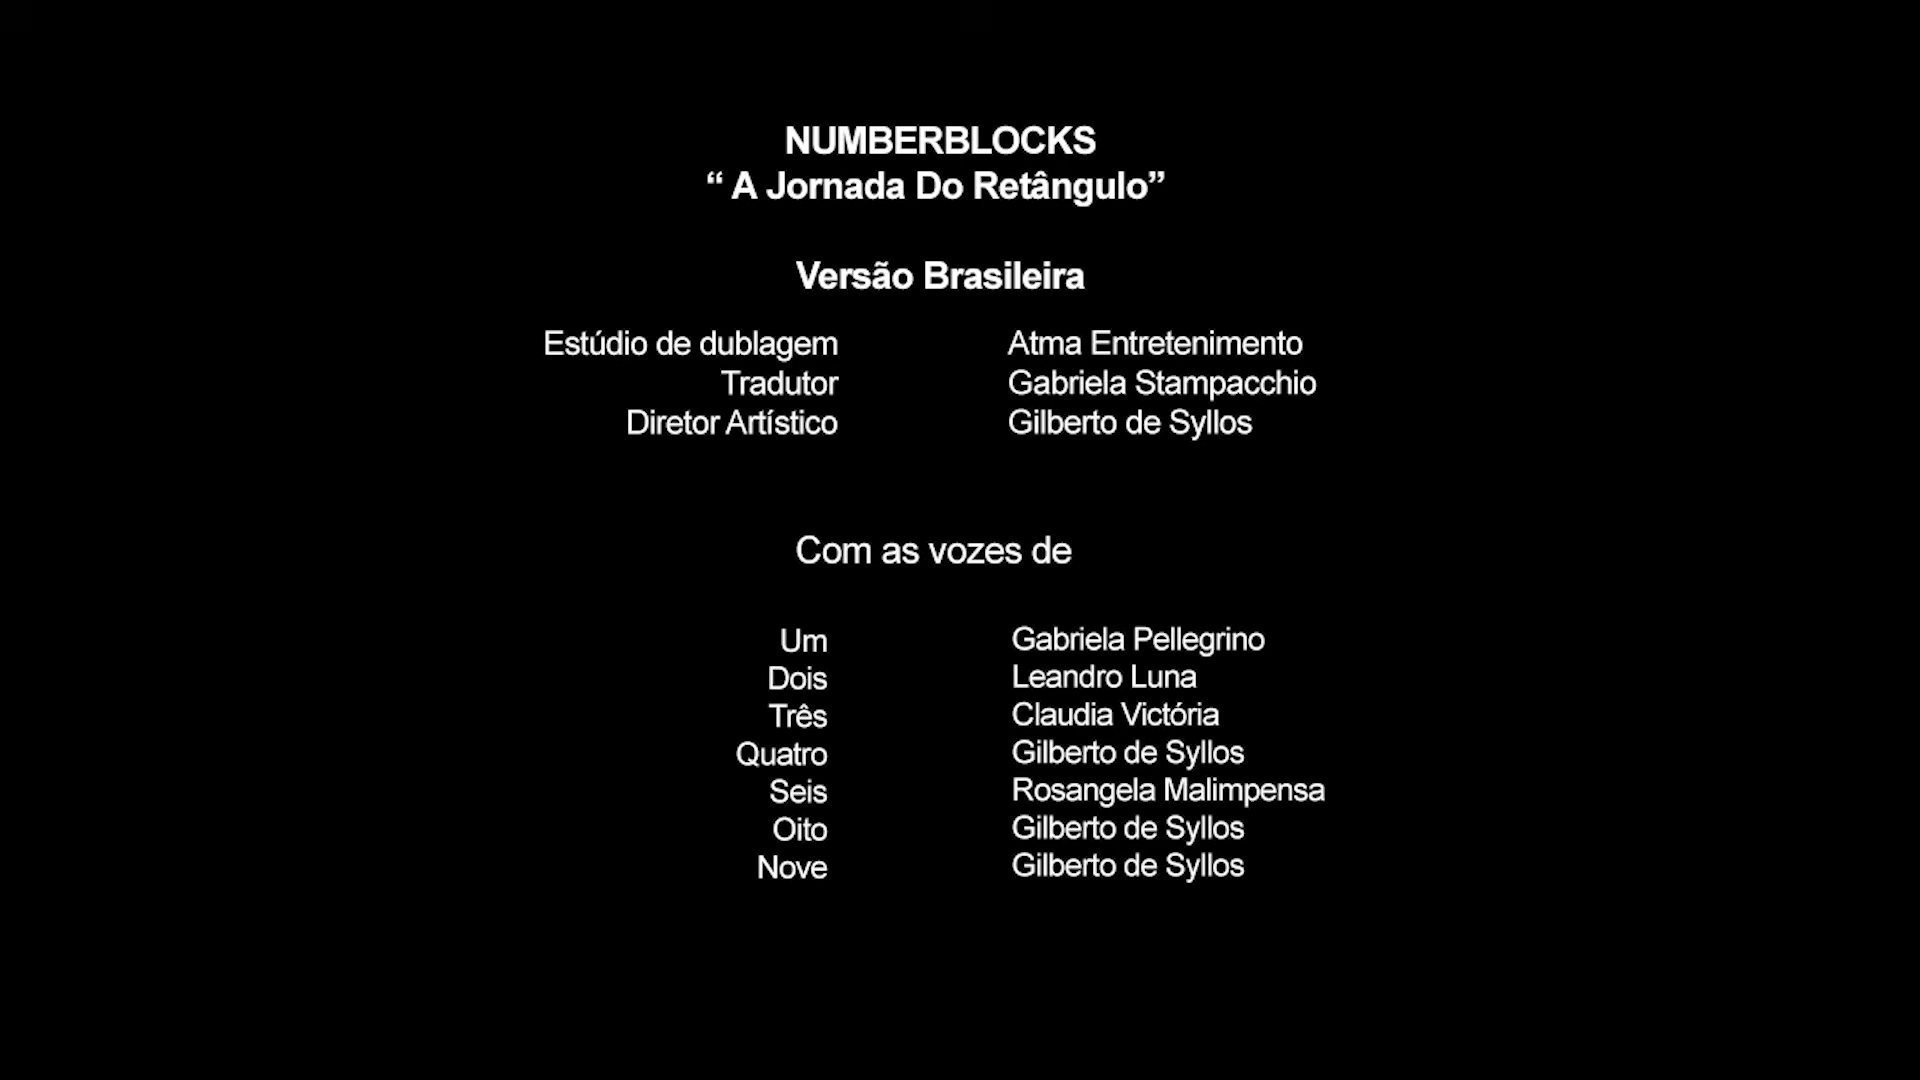 NUMBERBLOCKS
“ A Jornada Do Retângulo”
Versão Brasileira
Estúdio de dublagem Atma Entretenimento
Tradutor Gabriela Stampacchio
Diretor Artístico Gilberto de Syllos
Com as vozes de
Um Gabriela Pellegrino
Dois Leandro Luna
Três Claudia Victória
Quatro Gilberto de Syllos
Seis Rosangela Malimpensa
Oito Gilberto de Syllos
Nove Gilberto de Syllos